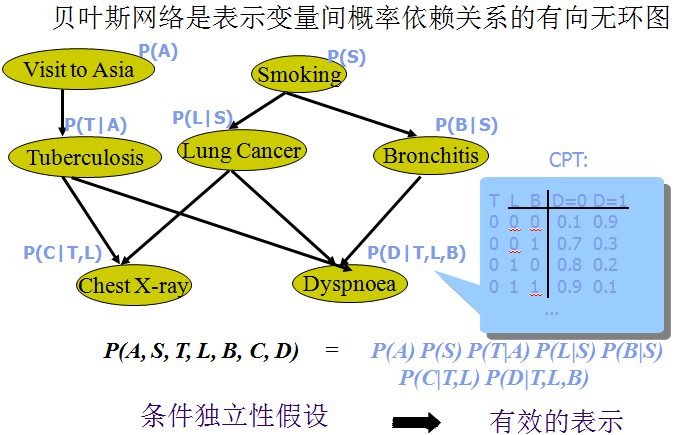 贝叶斯网络是表示变量间概率依赖关系的有向无环图
P(A)
P(S)
Visit to Asia
Smoking
P(T|A)
P(L|S)
P(B|S)
Tuberculosis
Lung Cancer
Bronchitis
CPT:
T L B D=0 D=1
0 0 0 0.1 0.9
0 0 1 0.7 0.3
0 1 0 0.8 0.2
0 1 1 0.9 0.1
...
P(C|T,L)
P(D|T,L,B)
Chest X-ray
Dyspnoea
P(A, S, T, L, B, C, D) = P(A) P(S) P(T|A) P(L|S) P(B|S)
P(C|T,L) P(D|T,L,B)
条件独立性假设
有效的表示